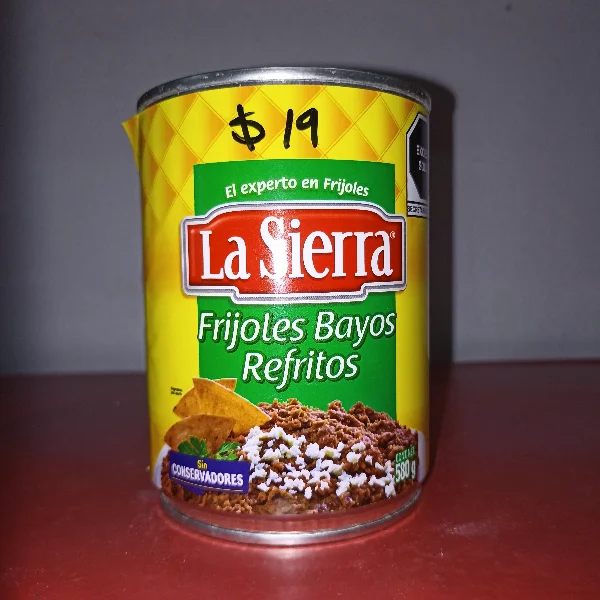 $ 19
El experto en Frijoles
La Sierra®
Frijoles Bayos
Refritos
Sin
CONSERVADORES
580 g